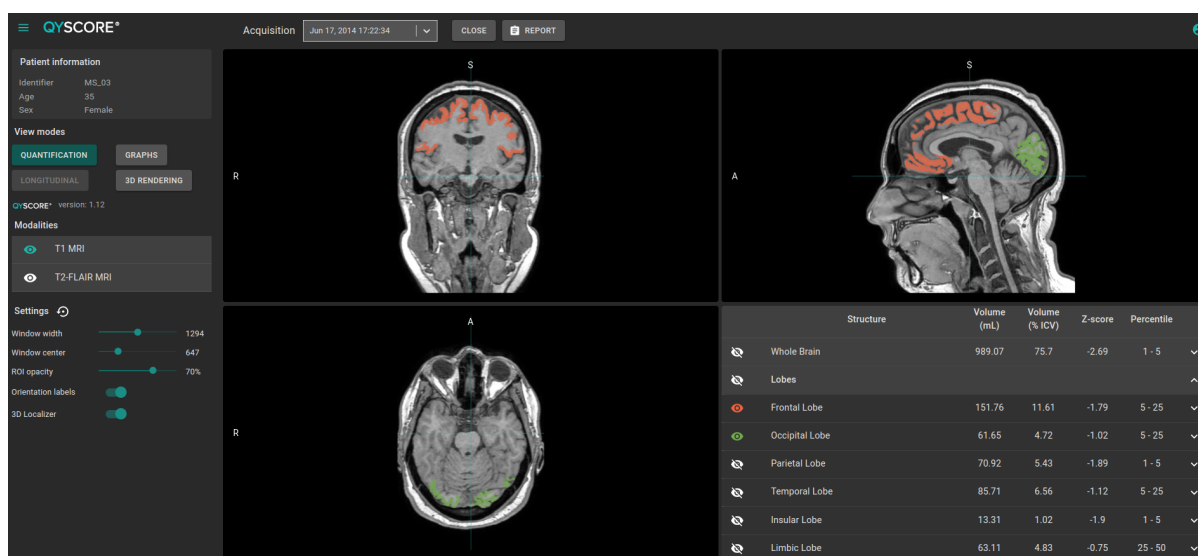 QYSCORE®
Acquisition
Jun 17, 2014 17:22:34
CLOSE
REPORT
Patient information
Identifier MS_03
Age 35
Sex Female
View modes
QUANTIFICATION
GRAPHS
LONGITUDINAL
3D RENDERING
QYSCORE® version: 1.12
Modalities
T1 MRI
T2-FLAIR MRI
Settings
Window width 1294
Window center 647
ROI opacity 70%
Orientation labels
3D Localizer
S
R
S
A
A
R
Structure Volume (mL) Volume (% ICV) Z-score Percentile
Whole Brain 989.07 75.7 -2.69 1 - 5
Lobes
Frontal Lobe 151.76 11.61 -1.79 5 - 25
Occipital Lobe 61.65 4.72 -1.02 5 - 25
Parietal Lobe 70.92 5.43 -1.89 1 - 5
Temporal Lobe 85.71 6.56 -1.12 5 - 25
Insular Lobe 13.31 1.02 -1.9 1 - 5
Limbic Lobe 63.11 4.83 -0.75 25 - 50